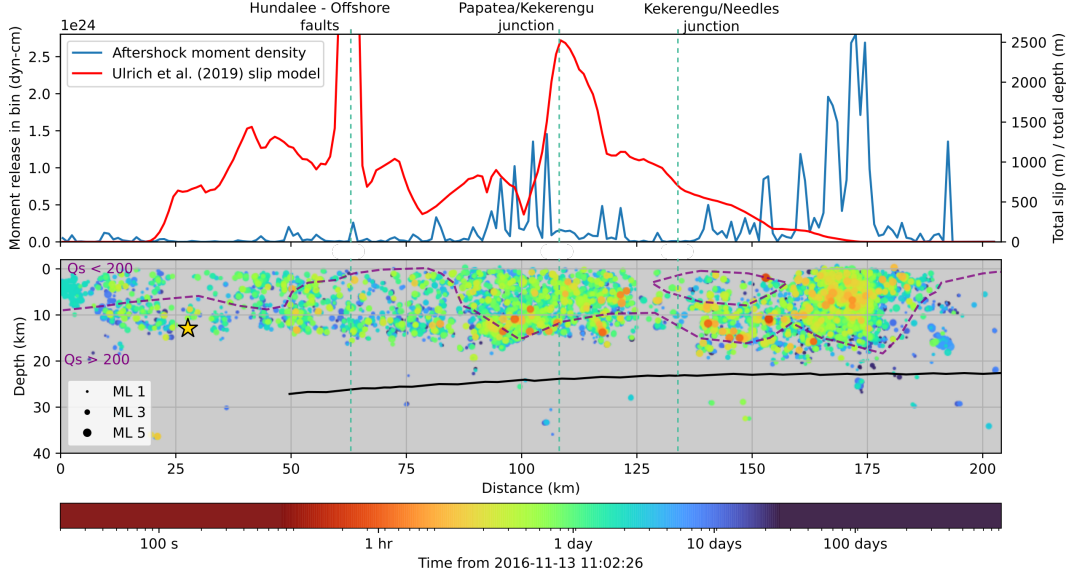 Hundalee - Offshore
faults
Papatea/Kekerengu
junction
Kekerengu/Needles
junction
1e24
Aftershock moment density
Ulrich et al. (2019) slip model
Moment release in bin (dyn-cm)
2.5
2.0
1.5
1.0
0.5
0.0
2500
2000
1500
1000
500
0
Total slip (m) / total depth (m)
Qs < 200
Qs > 200
ML 1
ML 3
ML 5
Depth (km)
0
10
20
30
40
0
25
50
75
100
125
150
175
200
Distance (km)
100 s
1 hr
1 day
10 days
100 days
Time from 2016-11-13 11:02:26